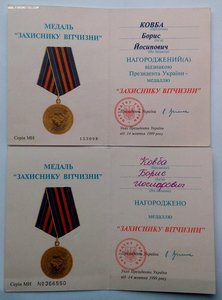 МЕДАЛЬ
"ЗАХИСНИКУ ВІТЧИЗНИ"
Серія МН
КОВБА
Борис
Йосипович
НАГОРОДЖЕНИЙ(А)
відзнакою
Президента України-
медаллю
"ЗАХИСНИКУ ВІТЧИЗНИ"
Президент України
Указ Президента України
від 14 жовтня 1999 року
МЕДАЛЬ
"ЗАХИСНИКУ ВІТЧИЗНИ"
Серія МН №266550
Ковба
Борис
Йосипович
НАГОРОДЖЕНО
медаллю
"ЗАХИСНИКУ ВІТЧИЗНИ"
Президент України
Указ Президента України
від 14 жовтня 1999 року